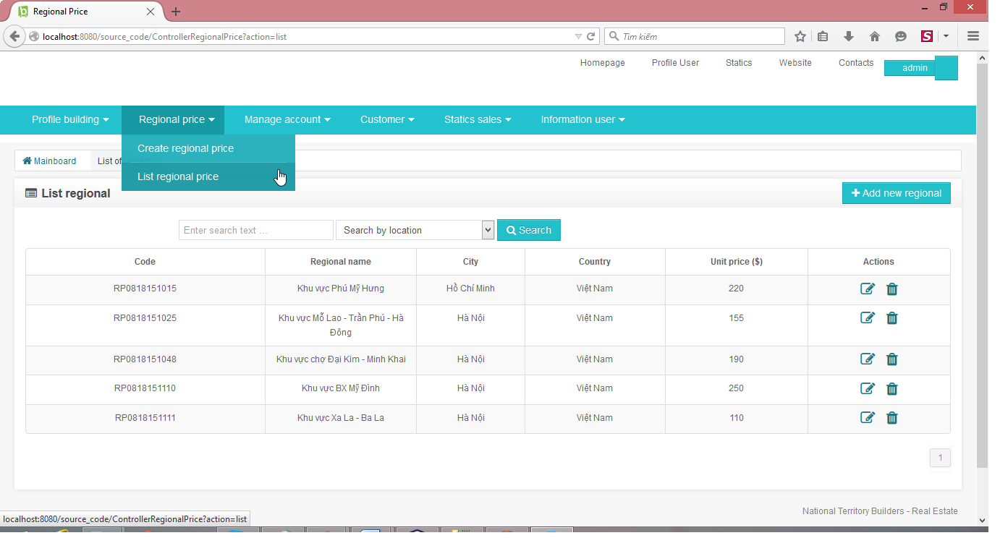 Regional Price
localhost:8080/source_code/ControllerRegionalPrice?action=list
Tìm kiếm
Homepage Profile User Statics Website Contacts admin
Profile building Regional price Manage account Customer Statics sales Information user
Create regional price
List regional price
Mainboard List of
List regional
Add new regional
Enter search text ...
Search by location
Search
Code Regional name City Country Unit price ($) Actions
RP0818151015 Khu vực Phú Mỹ Hưng Hồ Chí Minh Việt Nam 220
RP0818151025 Khu vực Mỗ Lao - Trần Phú - Hà Hà Nội Việt Nam 155
Đông
RP0818151048 Khu vực chợ Đại Kim - Minh Khai Hà Nội Việt Nam 190
RP0818151110 Khu vực BX Mỹ Đình Hà Nội Việt Nam 250
RP0818151111 Khu vực Xa La - Ba La Hà Nội Việt Nam 110
1
National Territory Builders - Real Estate
localhost:8080/source_code/ControllerRegionalPrice?action=list